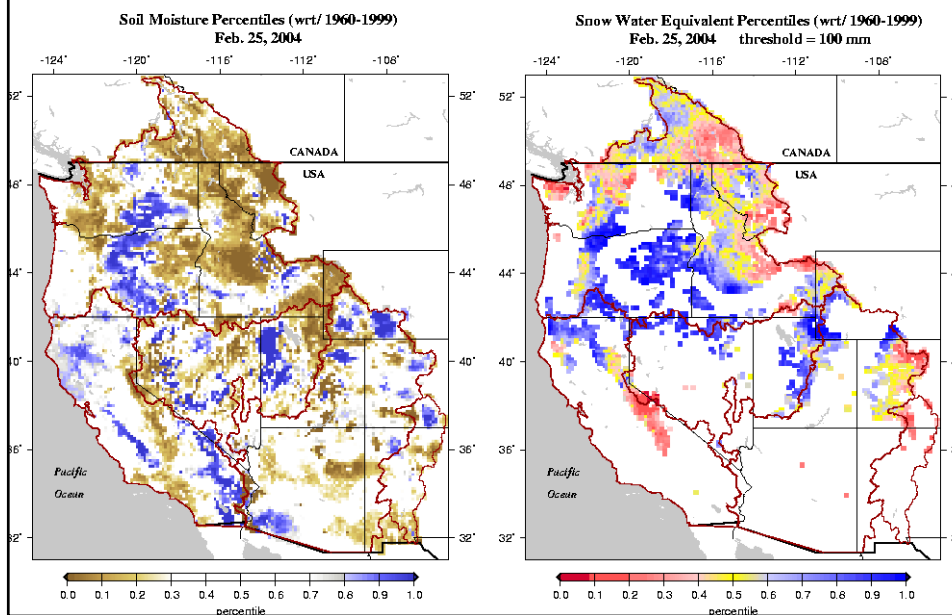 Soil Moisture Percentiles (wrt/ 1960-1999)
Feb. 25, 2004
-124° -120° -116° -112° -108°
52° 52°
CANADA
USA
48° 48°
44° 44°
40° 40°
36° 36°
Pacific
Ocean
32° 32°
0.0 0.1 0.2 0.3 0.4 0.5 0.6 0.7 0.8 0.9 1.0
percentile
Snow Water Equivalent Percentiles (wrt/ 1960-1999)
Feb. 25, 2004 threshold = 100 mm
-124° -120° -116° -112° -108°
52° 52°
CANADA
USA
48° 48°
44° 44°
40° 40°
36° 36°
Pacific
Ocean
32° 32°
0.0 0.1 0.2 0.3 0.4 0.5 0.6 0.7 0.8 0.9 1.0
percentile